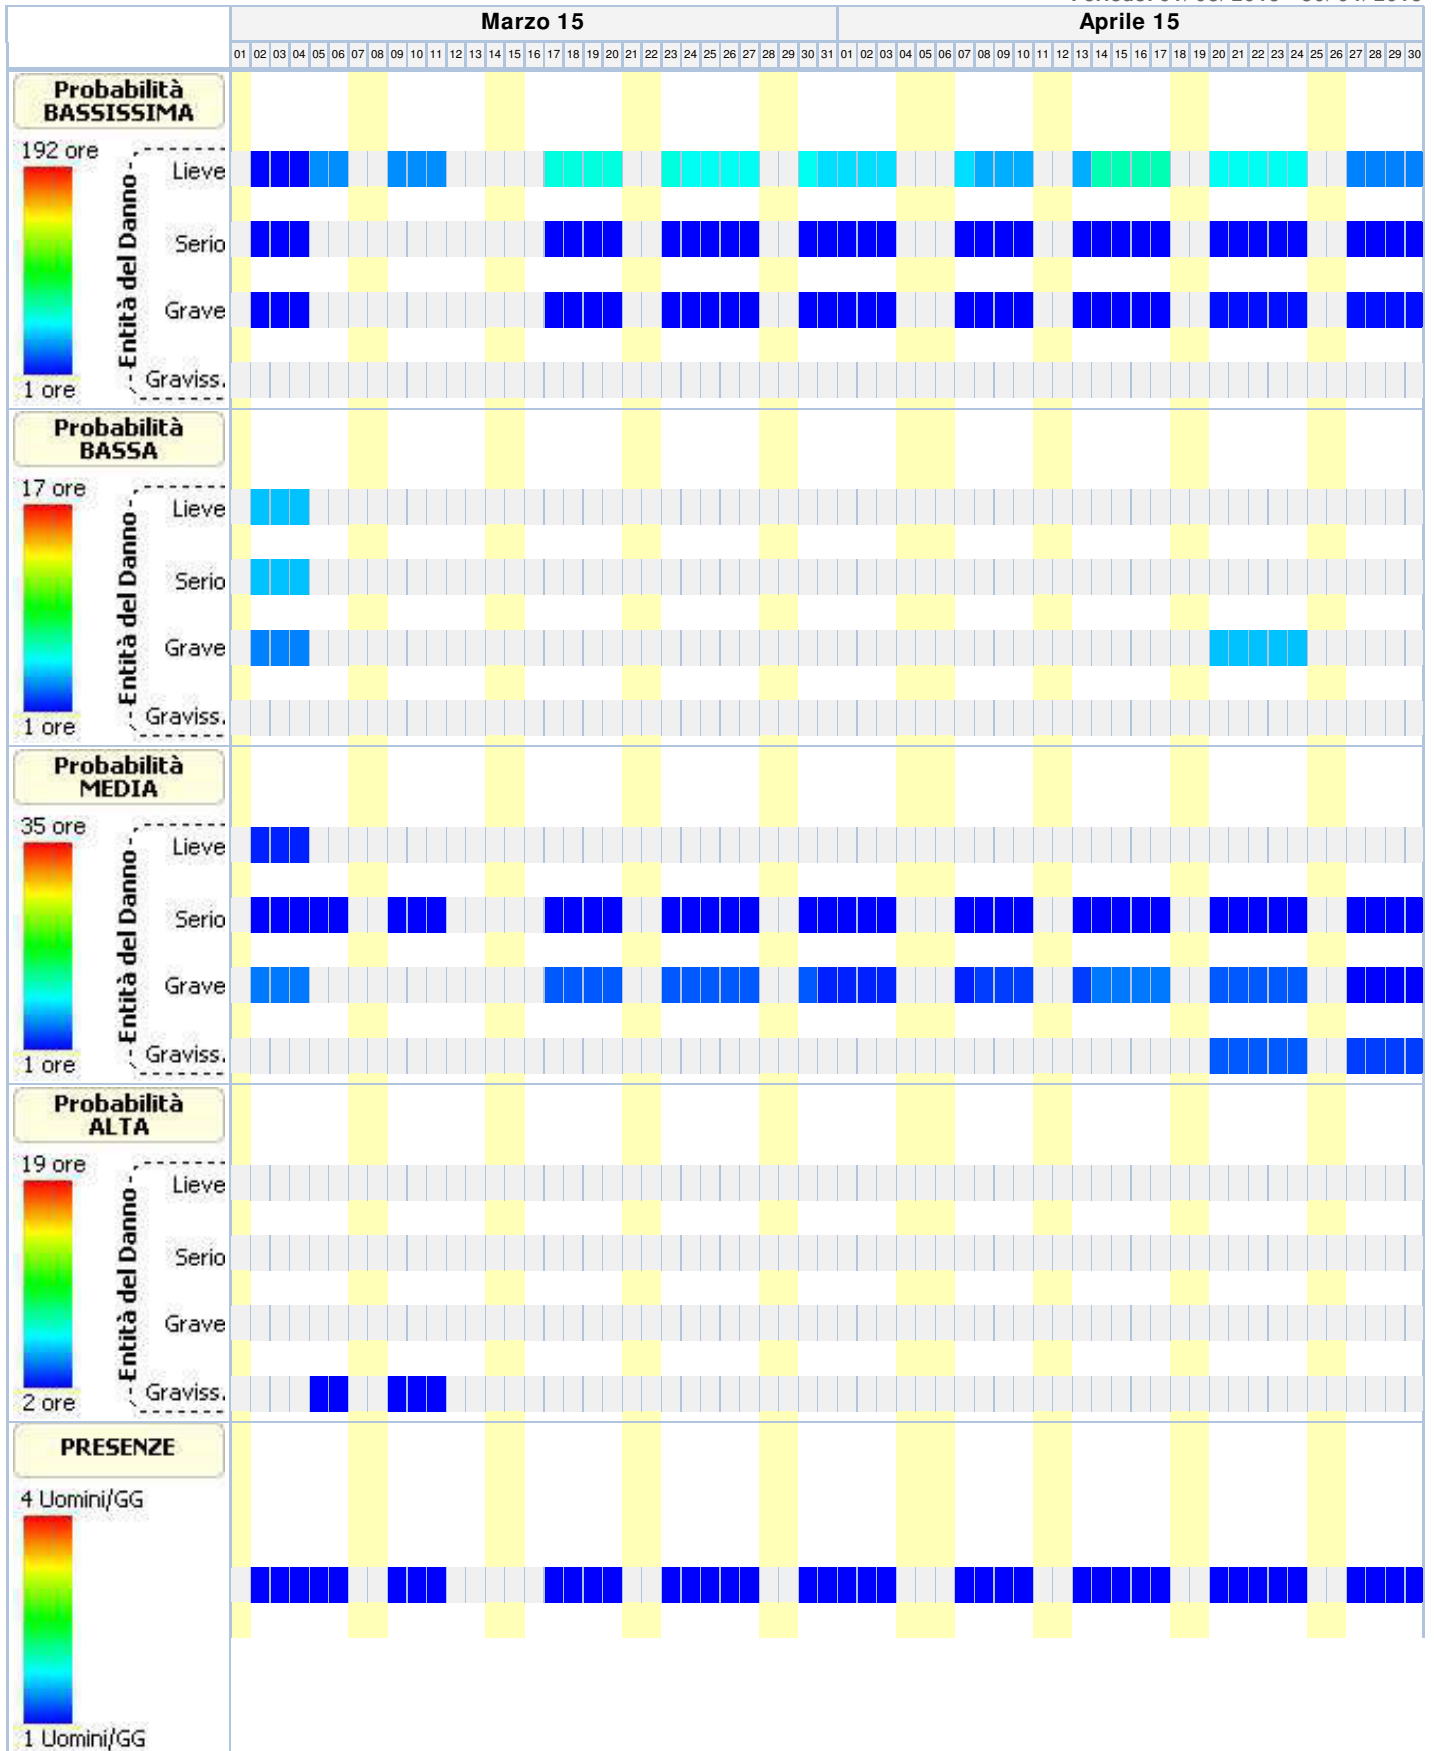 Marzo 15 Aprile 15
01 02 03 04 05 06 07 08 09 10 11 12 13 14 15 16 17 18 19 20 21 22 23 24 25 26 27 28 29 30 31 01 02 03 04 05 06 07 08 09 10 11 12 13 14 15 16 17 18 19 20 21 22 23 24 25 26 27 28 29 30
Probabilità
BASSISSIMA
192 ore
Entità del Danno
Lieve
Serio
Grave
Graviss.
1 ore
Probabilità
BASSA
17 ore
Entità del Danno
Lieve
Serio
Grave
Graviss.
1 ore
Probabilità
MEDIA
35 ore
Entità del Danno
Lieve
Serio
Grave
Graviss.
1 ore
Probabilità
ALTA
19 ore
Entità del Danno
Lieve
Serio
Grave
Graviss.
2 ore
PRESENZE
4 Uomini/GG
1 Uomini/GG